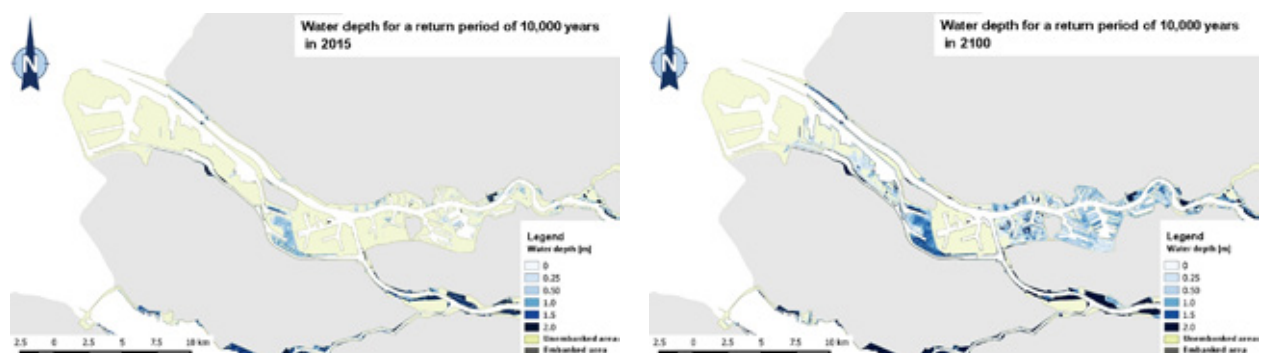 Water depth for a return period of 10,000 years
in 2015
N
Legend
Water depth [m]
0
0.25
0.50
1.0
1.5
2.0
Unembanked area
Embanked area
2.5 0 2.5 5 7.5 10 km
Water depth for a return period of 10,000 years
in 2100
N
Legend
Water depth [m]
0
0.25
0.50
1.0
1.5
2.0
Unembanked area
Embanked area
2.5 0 2.5 5 7.5 10 km